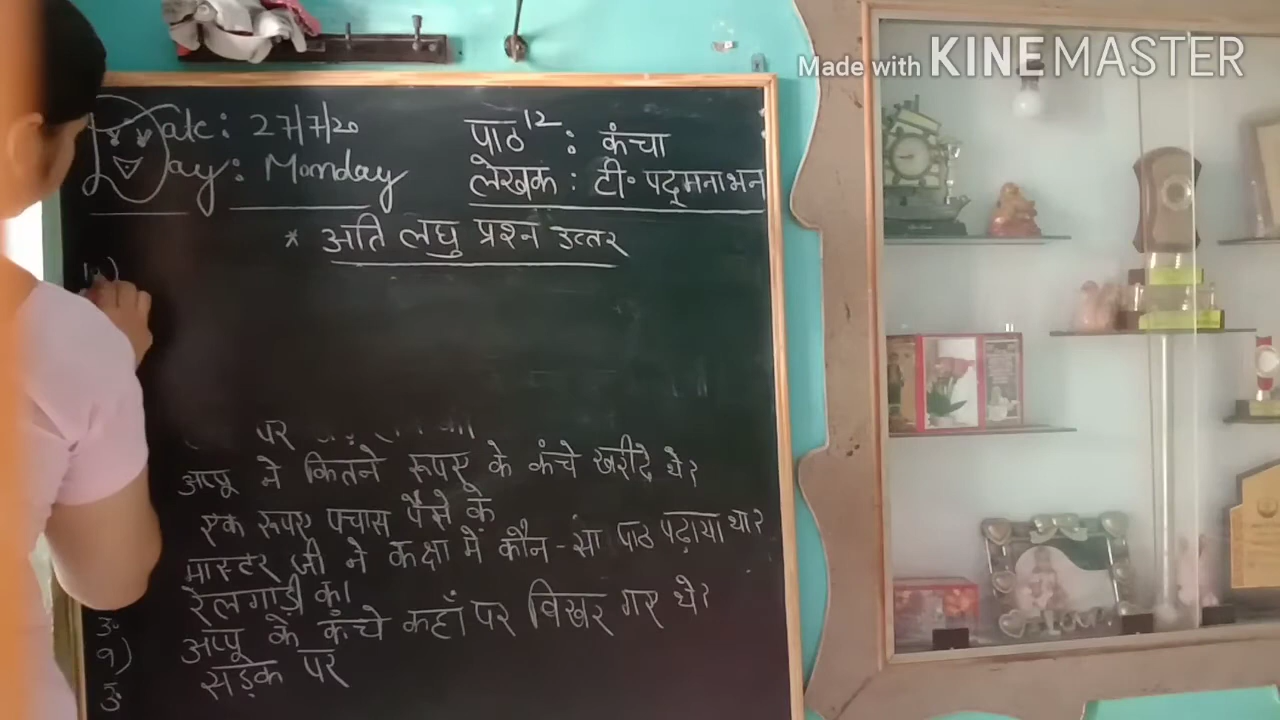 Made with KINEMASTER
Date: 27/7/20
Day: Monday
पाठ 12 : कंचा
लेखक : टी॰ पद्मनाभन
* अति लघु प्रश्न उत्तर
पर
अप्पू ने कितने रूपए के कंचे खरीदे थे?
एक रूपए पचास पैसे के
मास्टर जी ने कक्षा में कौन-सा पाठ पढ़ाया था?
रेलगाड़ी का।
उ॰
९) अप्पू के कंचे कहाँ पर बिखर गए थे?
उ॰ सड़क पर